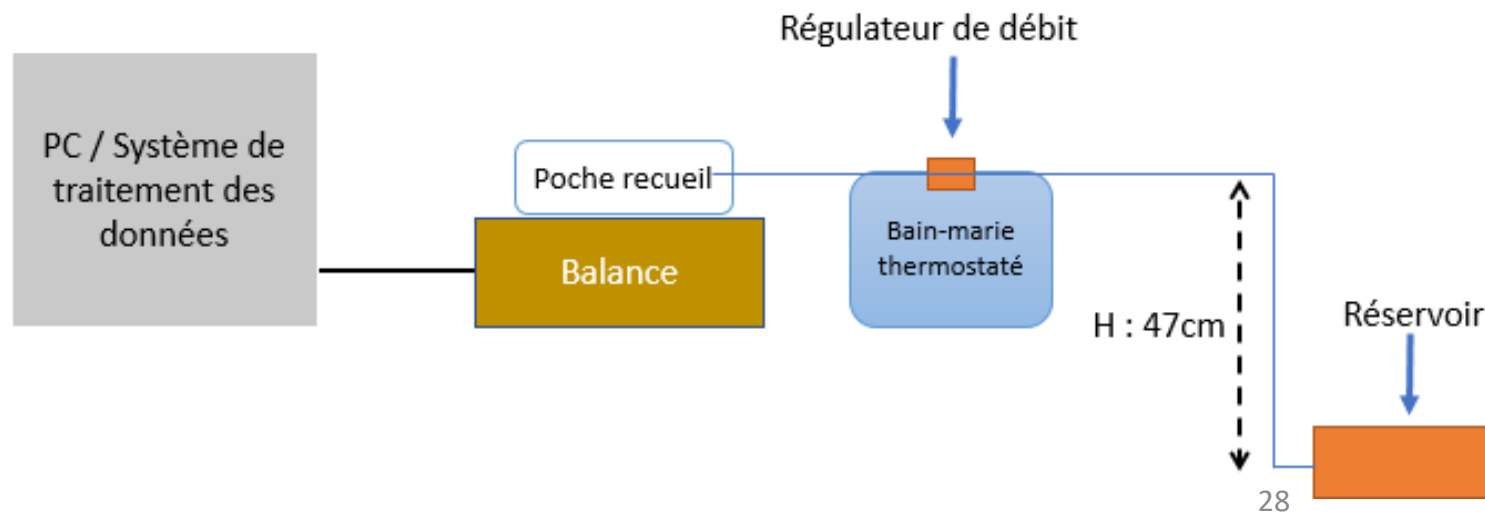 Régulateur de débit
PC / Système de
traitement des
données
Poche recueil
Balance
Bain-marie
thermostaté
H : 47cm
Réservoir
28